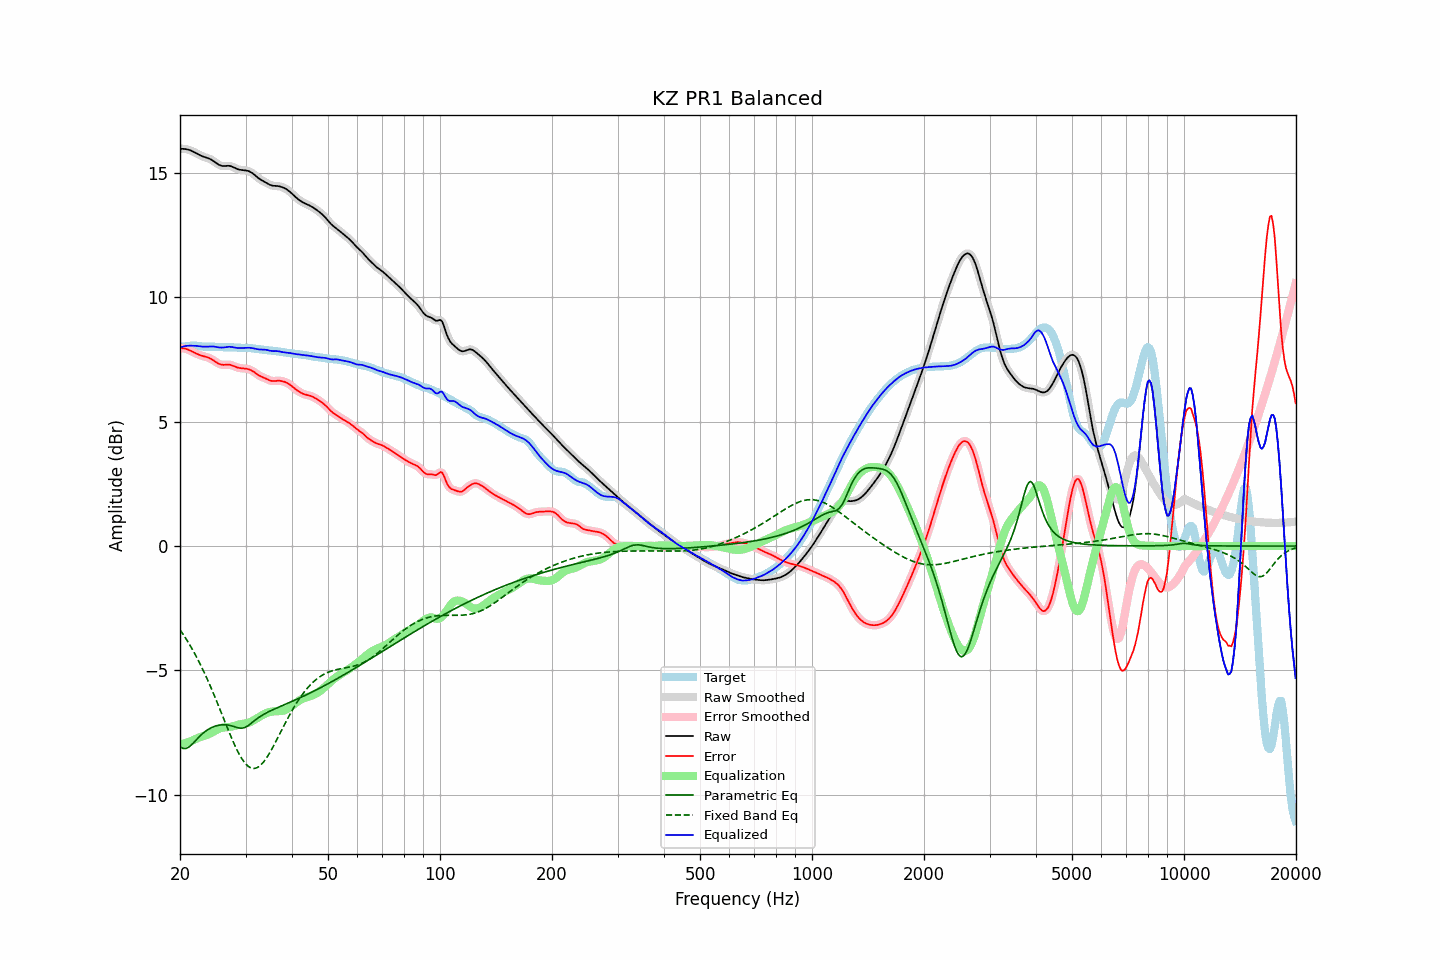 KZ PR1 Balanced
Amplitude (dBr)
15
10
5
0
−5
−10
20
50
100
200
500
1000
2000
5000
10000
20000
Frequency (Hz)
Target
Raw Smoothed
Error Smoothed
Raw
Error
Equalization
Parametric Eq
Fixed Band Eq
Equalized